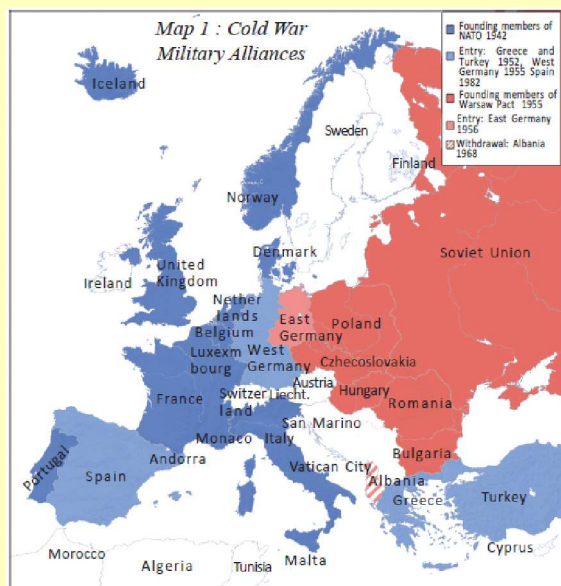 Map 1 : Cold War
Military Alliances
Founding members of
NATO 1942
Entry: Greece and
Turkey 1952, West
Germany 1955 Spain
1982
Founding members of
Warsaw Pact 1955
Entry: East Germany
1956
Withdrawal: Albania
1968
Iceland
Sweden
Finland
Norway
Soviet Union
Denmark
Ireland
United
Kingdom
Nether
lands
Belgium
East
Germany
Poland
Luxexm
bourg
West
Germany
Czhecoslovakia
Austria
France
Switzer
land
Liecht.
Hungary
Romania
San Marino
Monaco
Italy
Bulgaria
Andorra
Vatican City
Portugal
Spain
Albania
Greece
Turkey
Morocco
Algeria
Tunisia
Malta
Cyprus